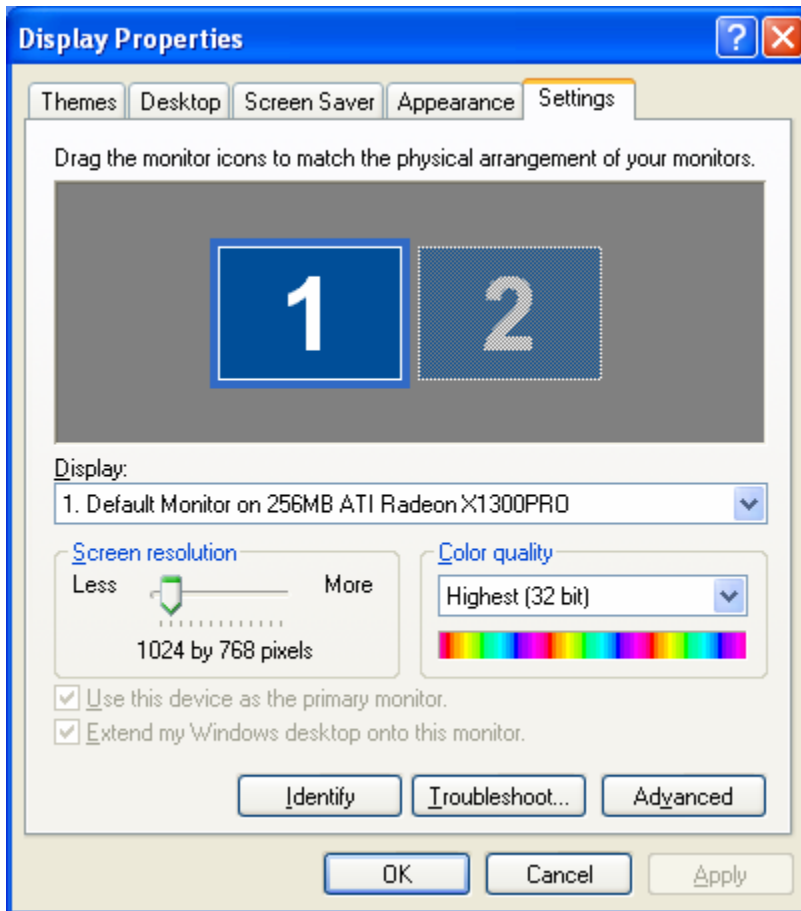 Display Properties
?
Themes Desktop Screen Saver Appearance Settings
Drag the monitor icons to match the physical arrangement of your monitors.
1 2
Display:
1. Default Monitor on 256MB ATI Radeon X1300PRO
Screen resolution
Less More
1024 by 768 pixels
Color quality
Highest (32 bit)
Use this device as the primary monitor.
Extend my Windows desktop onto this monitor.
Identify Troubleshoot... Advanced
OK Cancel Apply